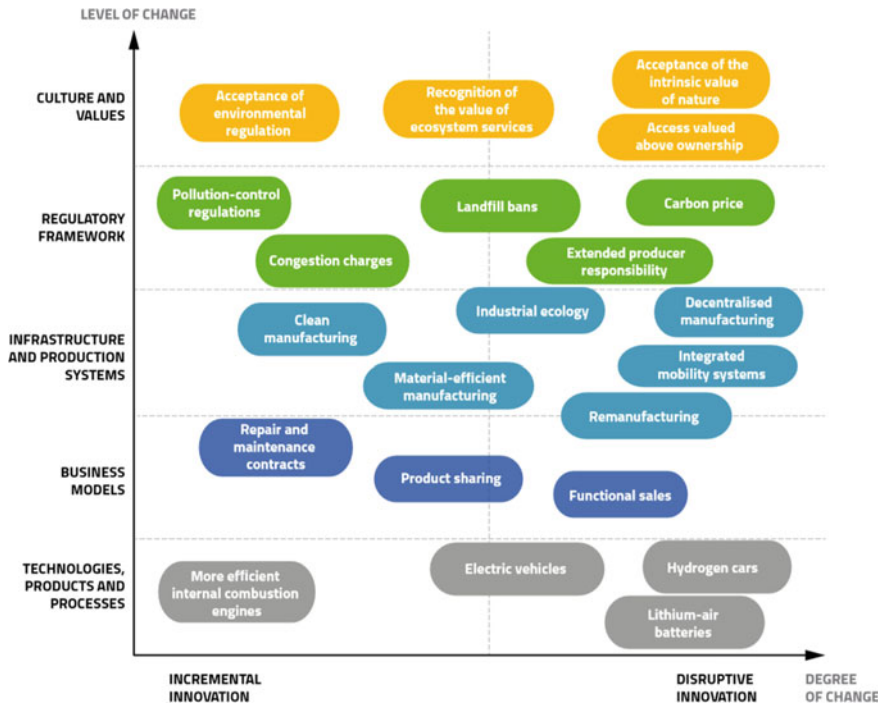 LEVEL OF CHANGE
CULTURE AND
VALUES
Acceptance of
environmental
regulation
Recognition of
the value of
ecosystem services
Acceptance of the
intrinsic value
of nature
Access valued
above ownership
REGULATORY
FRAMEWORK
Pollution-control
regulations
Landfill bans
Carbon price
Congestion charges
Extended producer
responsibility
INFRASTRUCTURE
AND PRODUCTION
SYSTEMS
Clean
manufacturing
Industrial ecology
Decentralised
manufacturing
Material-efficient
manufacturing
Integrated
mobility systems
Remanufacturing
BUSINESS
MODELS
Repair and
maintenance
contracts
Product sharing
Functional sales
TECHNOLOGIES,
PRODUCTS AND
PROCESSES
More efficient
internal combustion
engines
Electric vehicles
Hydrogen cars
Lithium-air
batteries
INCREMENTAL
INNOVATION
DISRUPTIVE
INNOVATION
DEGREE
OF CHANGE